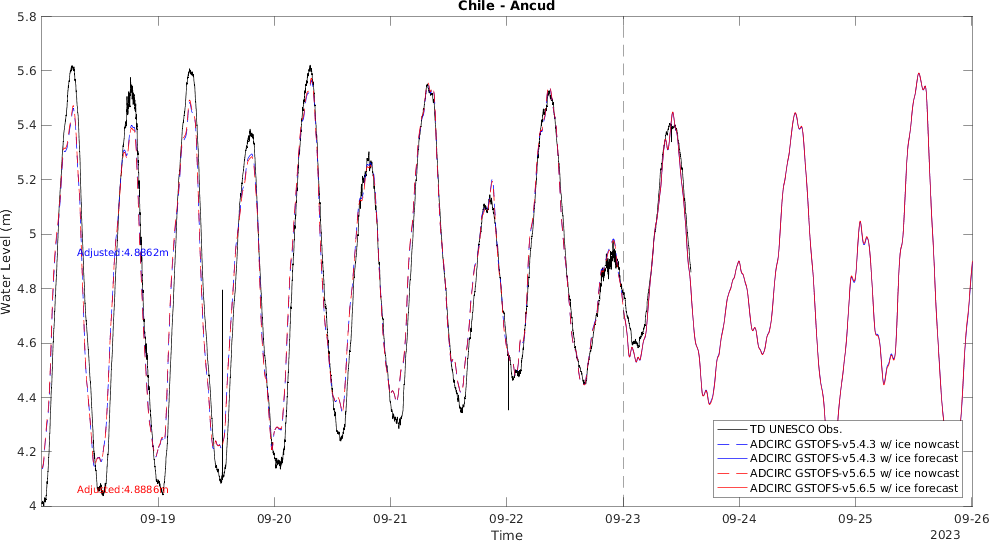 Chile - Ancud
5.8
5.6
5.4
5.2
5
4.8
4.6
4.4
4.2
4
Water Level (m)
Adjusted:4.8862m
Adjusted:4.8886m
TD UNESCO Obs.
ADCIRC GSTOFS-v5.4.3 w/ ice nowcast
ADCIRC GSTOFS-v5.4.3 w/ ice forecast
ADCIRC GSTOFS-v5.6.5 w/ ice nowcast
ADCIRC GSTOFS-v5.6.5 w/ ice forecast
09-19 09-20 09-21 09-22 09-23 09-24 09-25 09-26
Time
2023